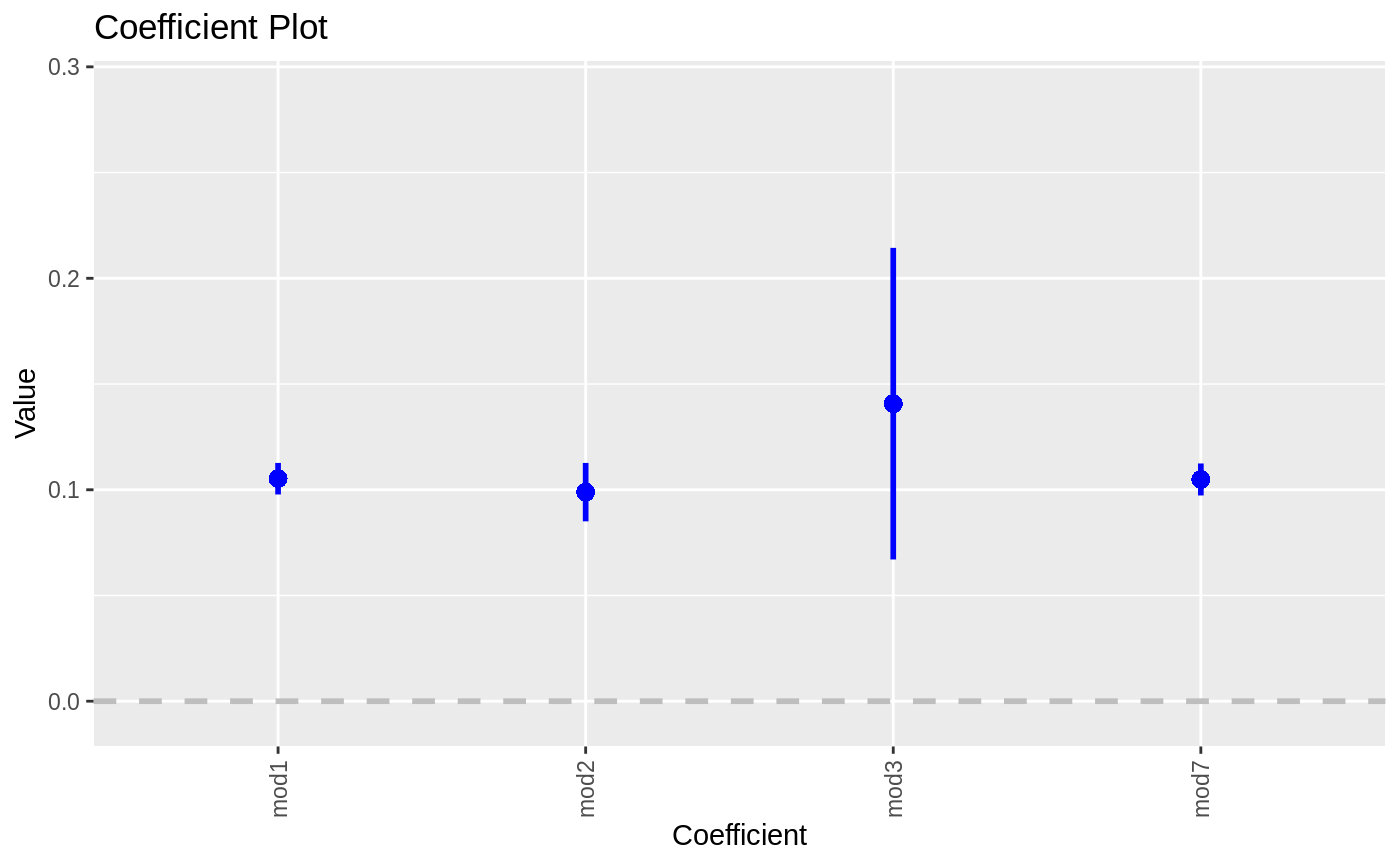 Coefficient Plot
0.3
0.2
0.1
0.0
Value
mod1
mod2
mod3
mod7
Coefficient